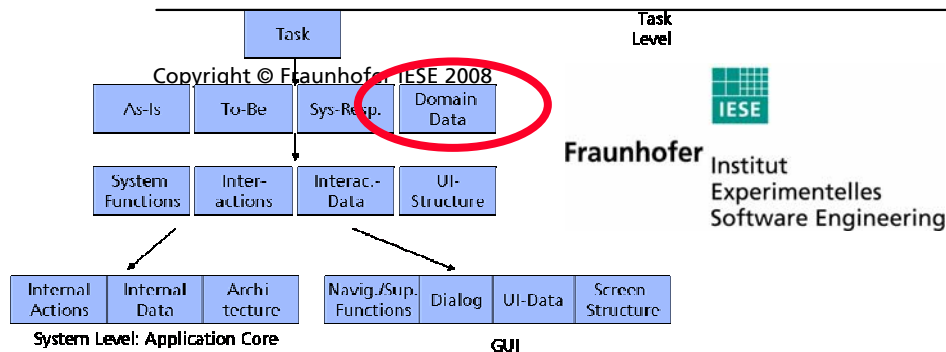 Task
Task
Level
Copyright © Fraunhofer IESE 2008
As-Is
To-Be
Sys-Resp.
Domain
Data
IESE
Fraunhofer
Institut
Experimentelles
Software Engineering
System
Functions
Inter-
actions
Interac.-
Data
UI-
Structure
Internal
Actions
Internal
Data
Archi
tecture
Navig./Sup.
Functions
Dialog
UI-Data
Screen
Structure
System Level: Application Core
GUI